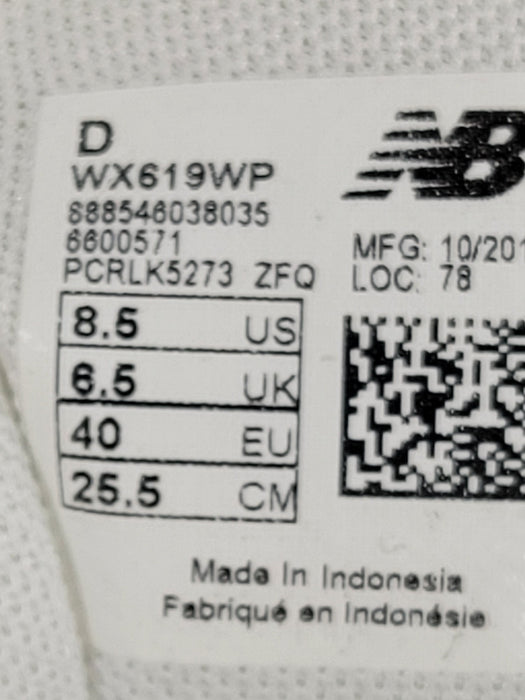 D
WX619WP
NB
888546038035
6600571
MFG: 10/201
PCRLK5273 ZFQ
LOC: 78
8.5 US
6.5 UK
40 EU
25.5 CM
Made In Indonesia
Fabriqué en Indonésie